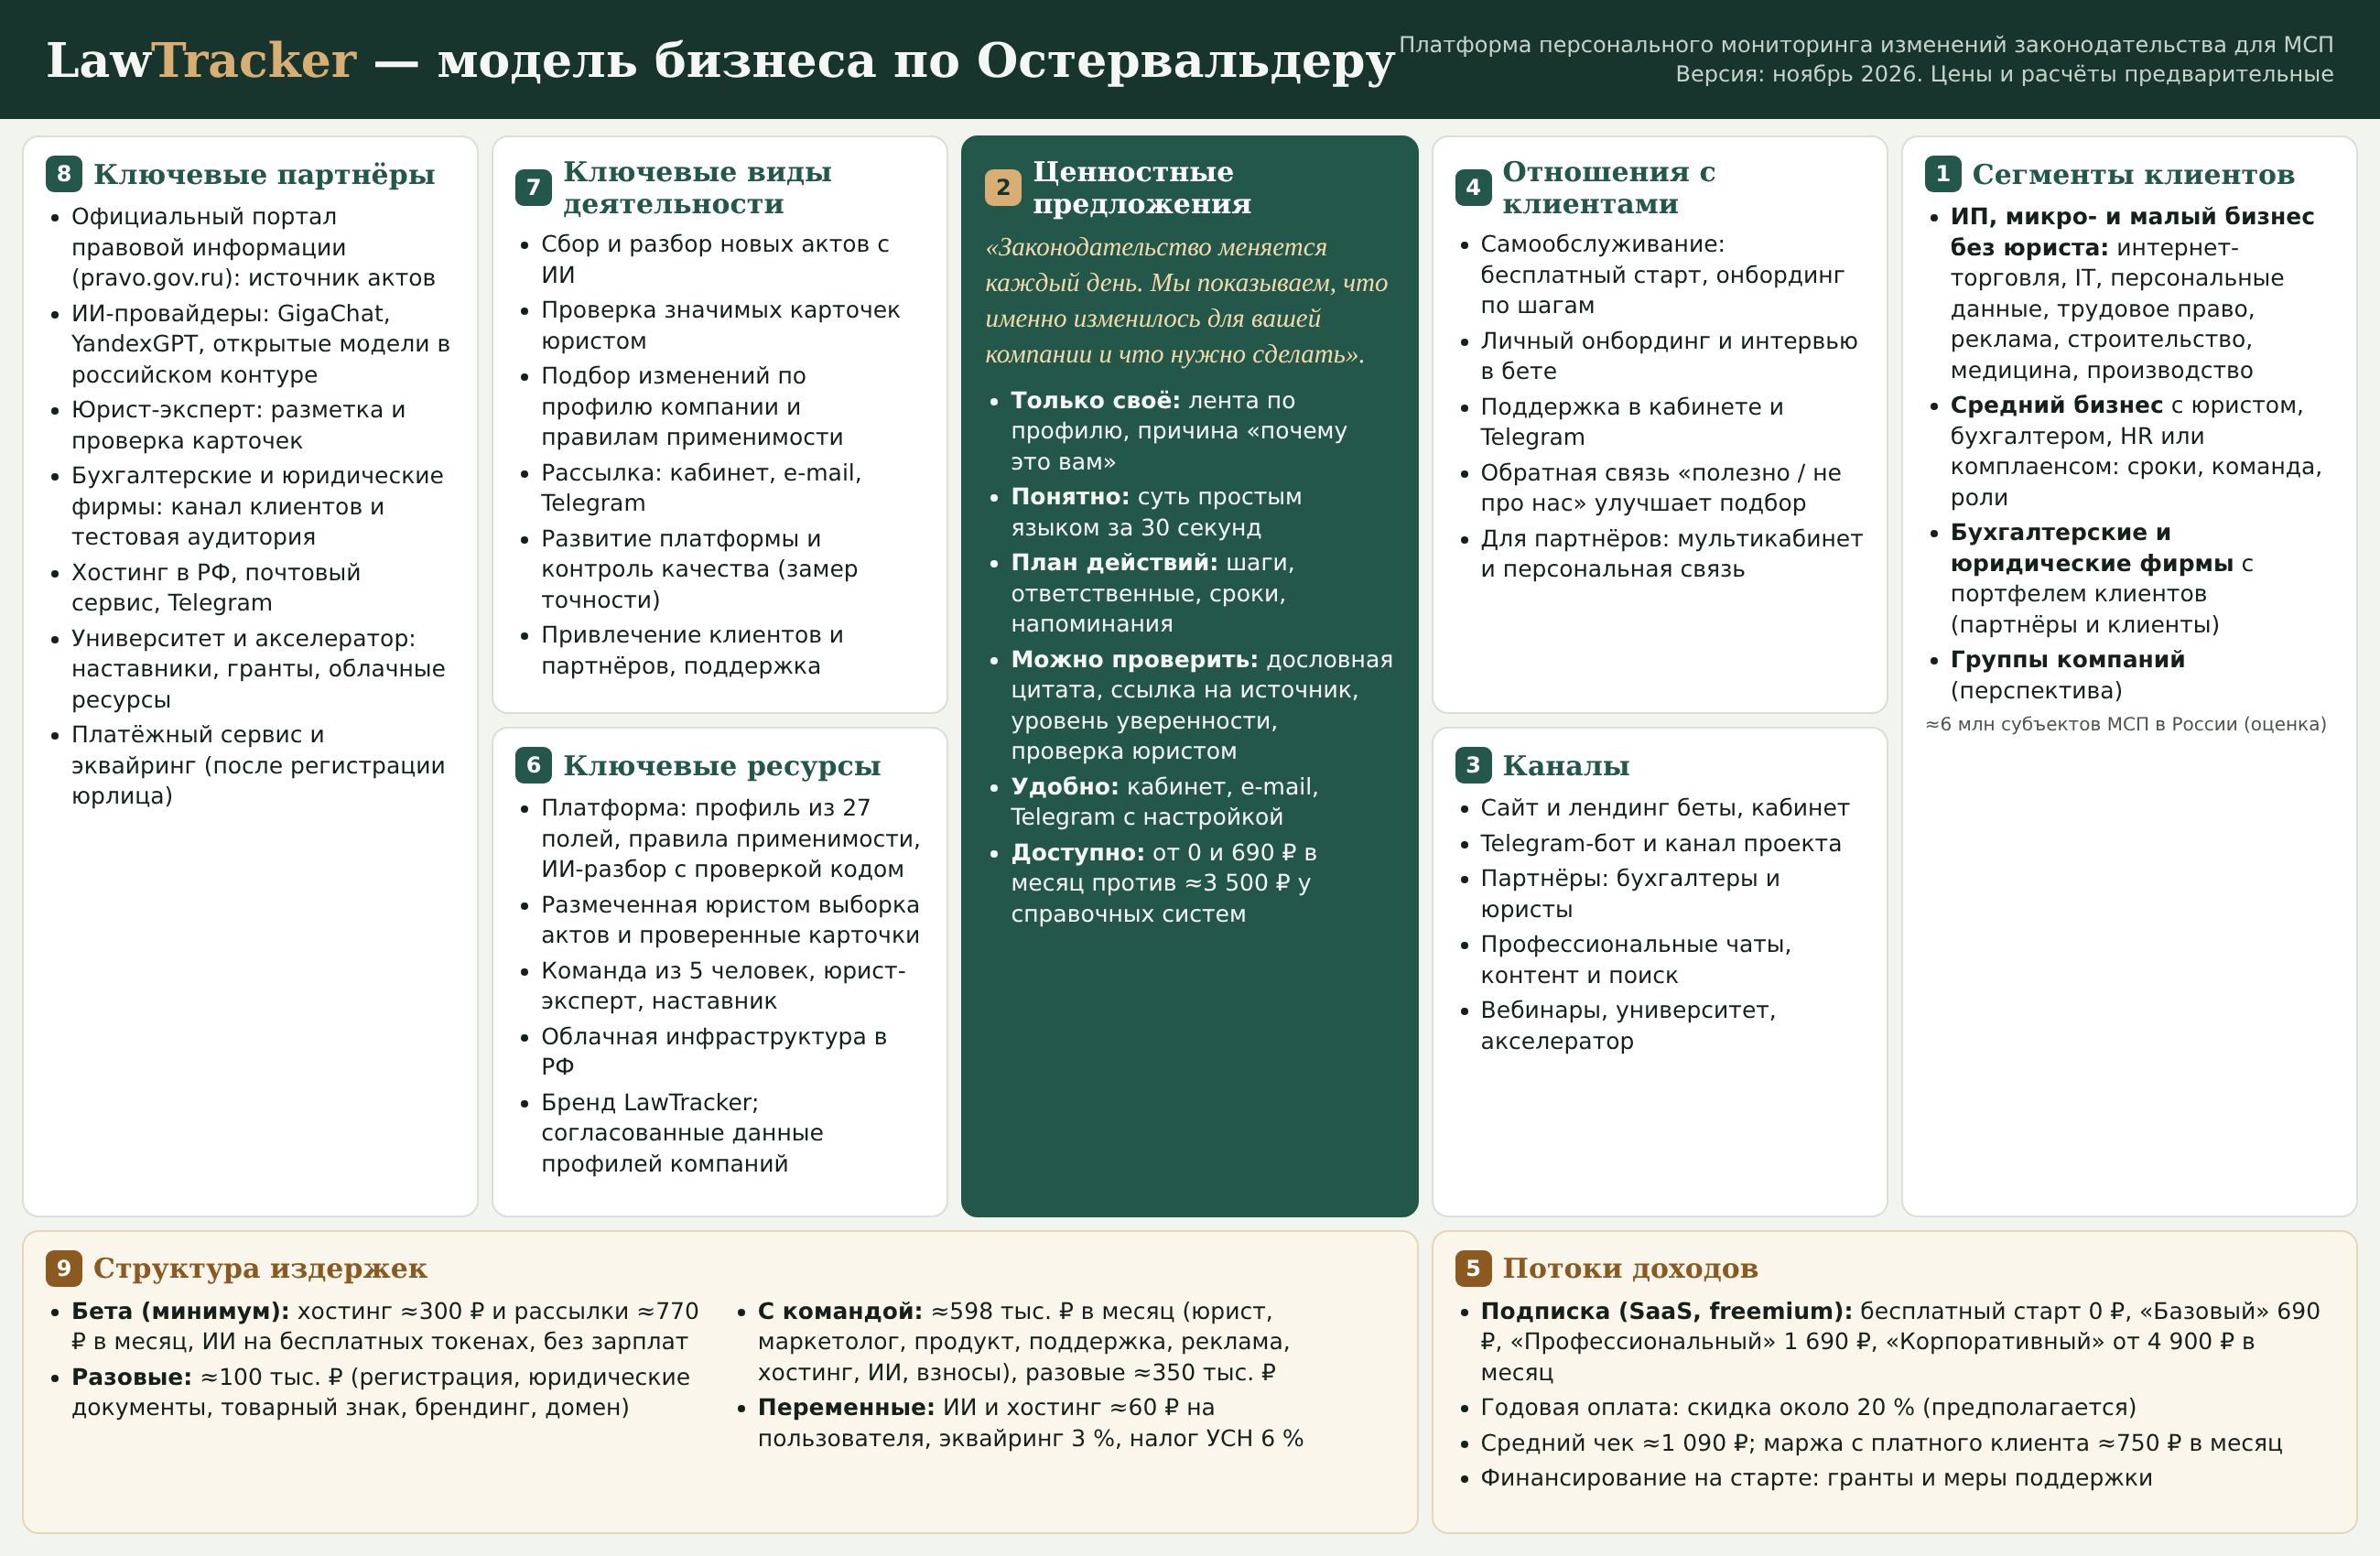 LawTracker — модель бизнеса по Остервальдеру
Платформа персонального мониторинга изменений законодательства для МСП
Версия: ноябрь 2026. Цены и расчёты предварительные
8 Ключевые партнёры
• Официальный портал
правовой информации
(pravo.gov.ru): источник актов
• ИИ-провайдеры: GigaChat,
YandexGPT, открытые модели в
российском контуре
• Юрист-эксперт: разметка и
проверка карточек
• Бухгалтерские и юридические
фирмы: канал клиентов и
тестовая аудитория
• Хостинг в РФ, почтовый
сервис, Telegram
• Университет и акселератор:
наставники, гранты, облачные
ресурсы
• Платёжный сервис и
эквайринг (после регистрации
юрлица)
7 Ключевые виды
деятельности
• Сбор и разбор новых актов с
ИИ
• Проверка значимых карточек
юристом
• Подбор изменений по
профилю компании и
правилам применимости
• Рассылка: кабинет, e-mail,
Telegram
• Развитие платформы и
контроль качества (замер
точности)
• Привлечение клиентов и
партнёров, поддержка
6 Ключевые ресурсы
• Платформа: профиль из 27
полей, правила применимости,
ИИ-разбор с проверкой кодом
• Размеченная юристом выборка
актов и проверенные карточки
• Команда из 5 человек, юрист-
эксперт, наставник
• Облачная инфраструктура в
РФ
• Бренд LawTracker;
согласованные данные
профилей компаний
2 Ценностные
предложения
«Законодательство меняется
каждый день. Мы показываем, что
именно изменилось для вашей
компании и что нужно сделать».
• Только своё: лента по
профилю, причина «почему
это вам»
• Понятно: суть простым
языком за 30 секунд
• План действий: шаги,
ответственные, сроки,
напоминания
• Можно проверить: дословная
цитата, ссылка на источник,
уровень уверенности,
проверка юристом
• Удобно: кабинет, e-mail,
Telegram с настройкой
• Доступно: от 0 и 690 ₽ в
месяц против ≈3 500 ₽ у
справочных систем
4 Отношения с
клиентами
• Самообслуживание:
бесплатный старт, онбординг
по шагам
• Личный онбординг и интервью
в бете
• Поддержка в кабинете и
Telegram
• Обратная связь «полезно / не
про нас» улучшает подбор
• Для партнёров: мультикабинет
и персональная связь
3 Каналы
• Сайт и лендинг беты, кабинет
• Telegram-бот и канал проекта
• Партнёры: бухгалтеры и
юристы
• Профессиональные чаты,
контент и поиск
• Вебинары, университет,
акселератор
1 Сегменты клиентов
• ИП, микро- и малый бизнес
без юриста: интернет-
торговля, IT, персональные
данные, трудовое право,
реклама, строительство,
медицина, производство
• Средний бизнес с юристом,
бухгалтером, HR или
комплаенсом: сроки, команда,
роли
• Бухгалтерские и
юридические фирмы с
портфелем клиентов
(партнёры и клиенты)
• Группы компаний
(перспектива)
≈6 млн субъектов МСП в России (оценка)
9 Структура издержек
• Бета (минимум): хостинг ≈300 ₽ и рассылки ≈770
₽ в месяц, ИИ на бесплатных токенах, без зарплат
• Разовые: ≈100 тыс. ₽ (регистрация, юридические
документы, товарный знак, брендинг, домен)
• С командой: ≈598 тыс. ₽ в месяц (юрист,
маркетолог, продукт, поддержка, реклама,
хостинг, ИИ, взносы), разовые ≈350 тыс. ₽
• Переменные: ИИ и хостинг ≈60 ₽ на
пользователя, эквайринг 3 %, налог УСН 6 %
5 Потоки доходов
• Подписка (SaaS, freemium): бесплатный старт 0 ₽, «Базовый» 690
₽, «Профессиональный» 1 690 ₽, «Корпоративный» от 4 900 ₽ в
месяц
• Годовая оплата: скидка около 20 % (предполагается)
• Средний чек ≈1 090 ₽; маржа с платного клиента ≈750 ₽ в месяц
• Финансирование на старте: гранты и меры поддержки